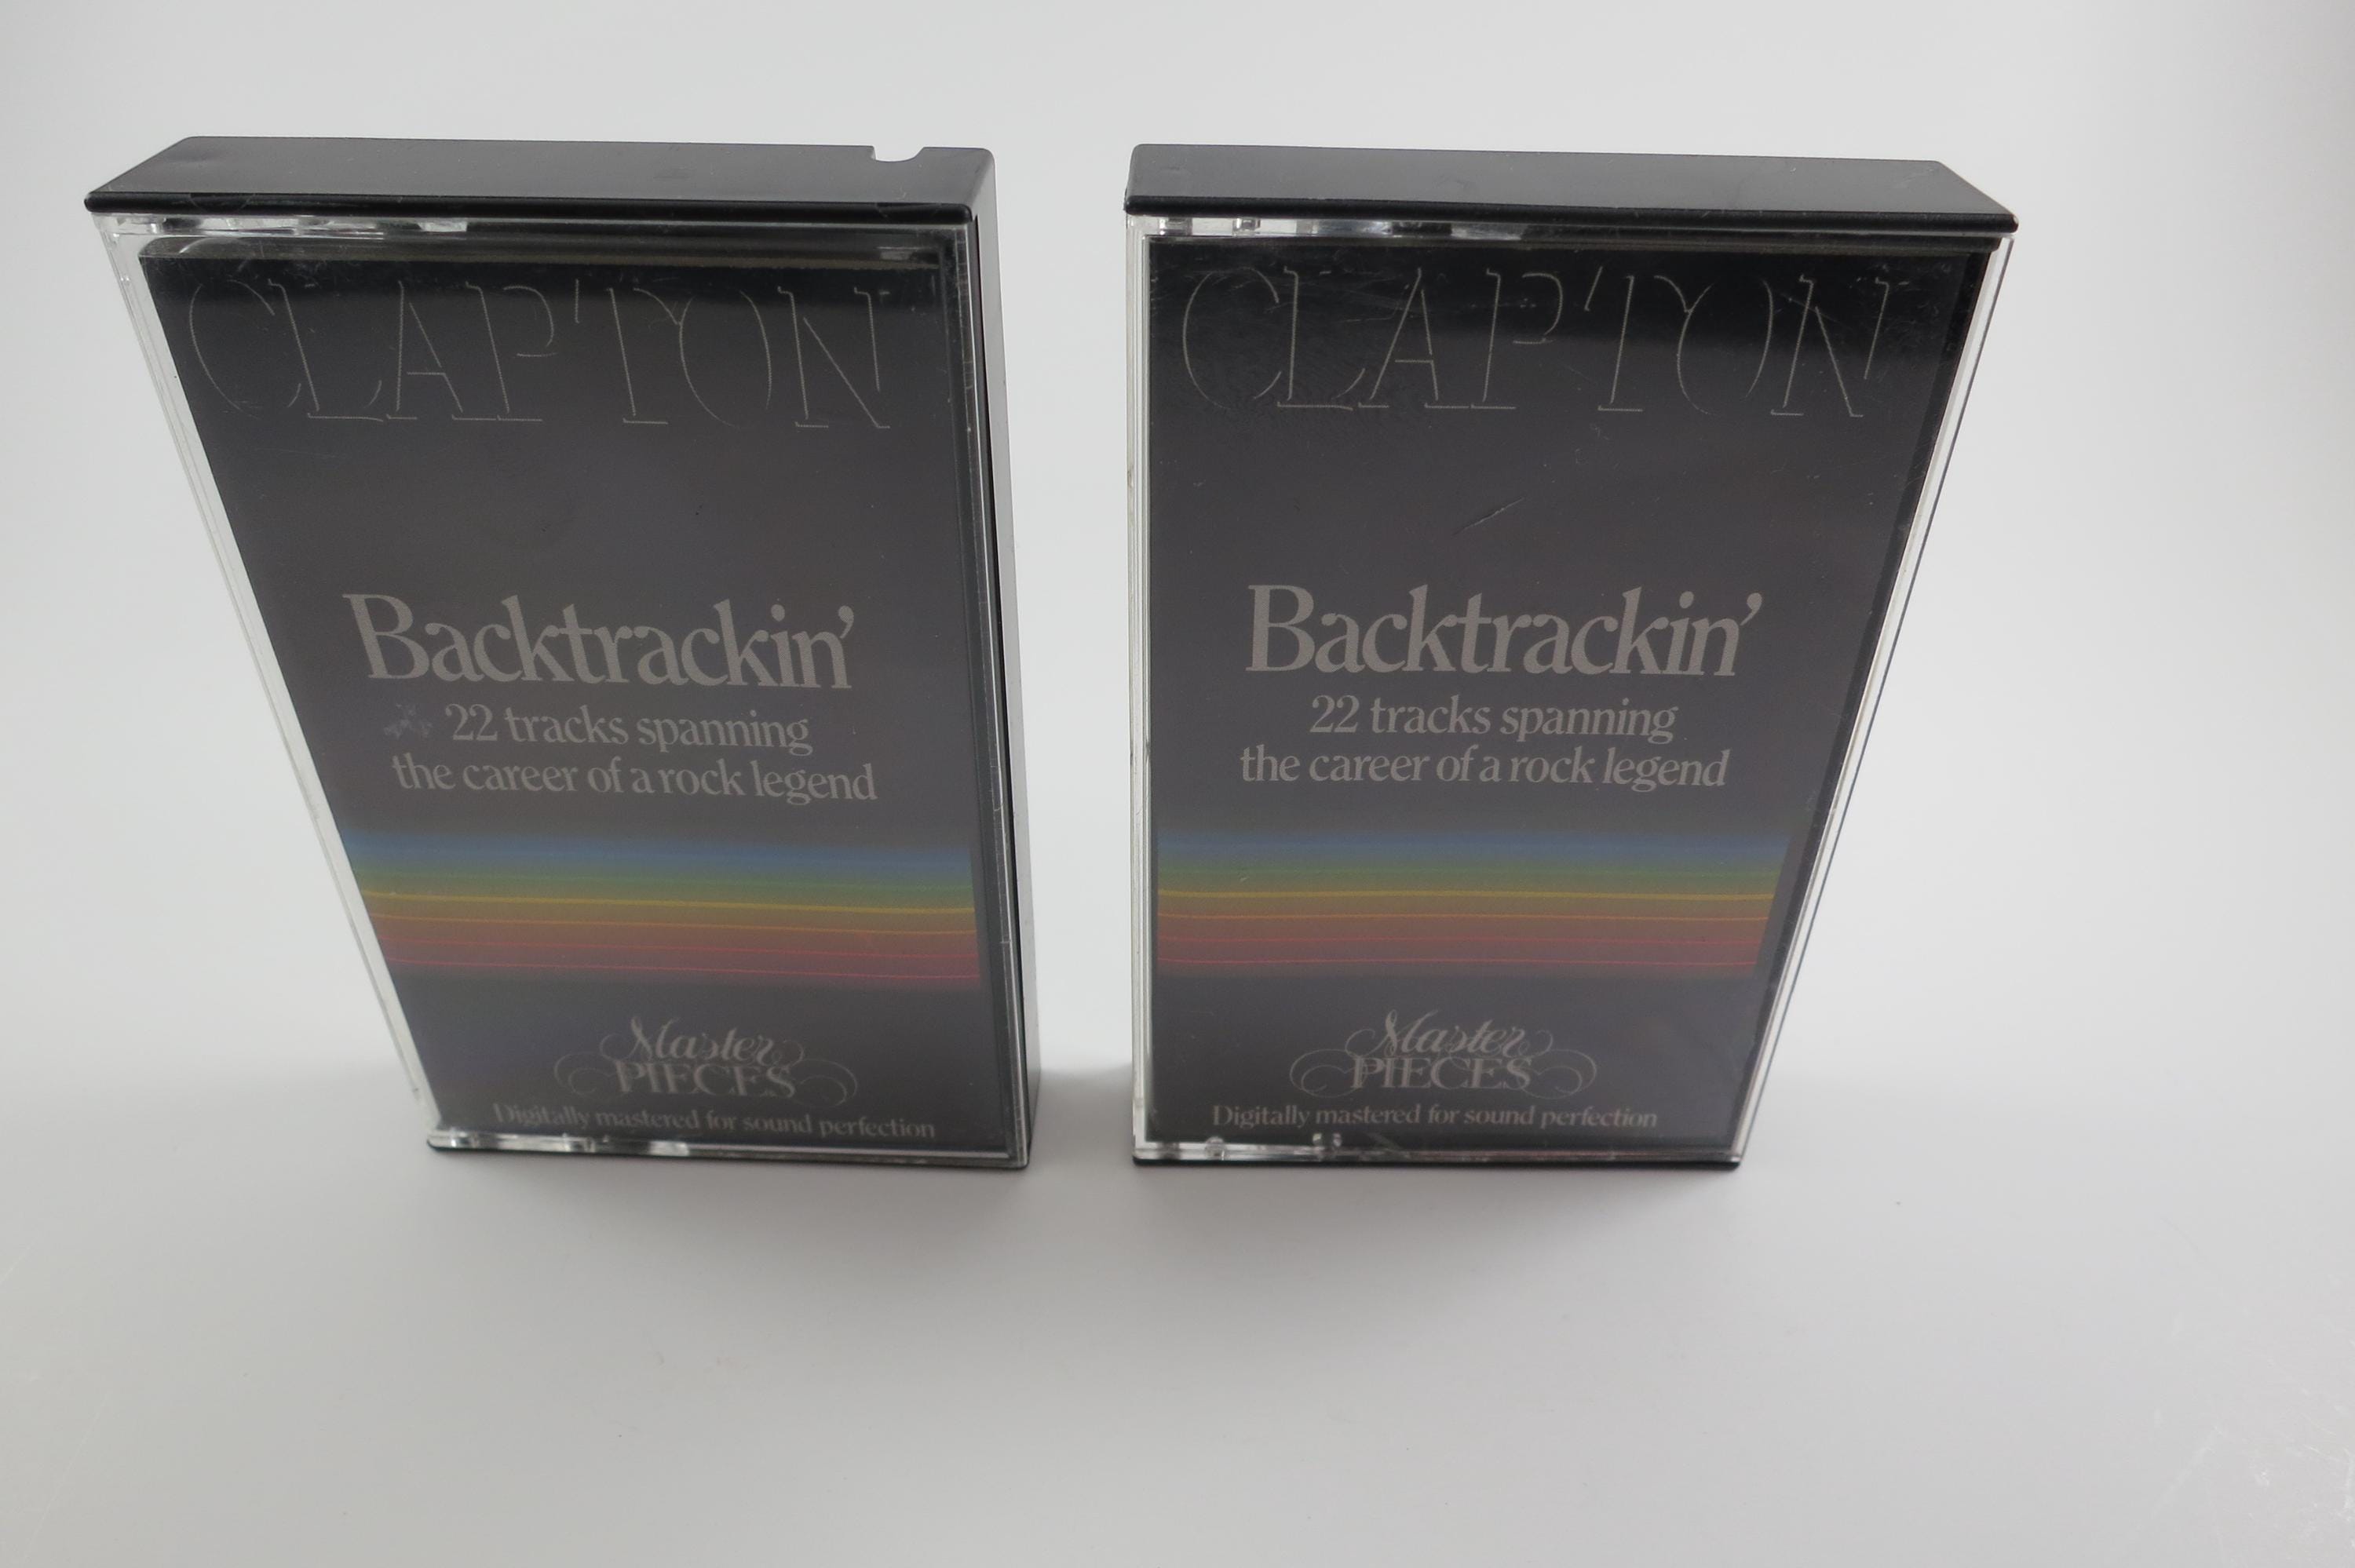 CLAPTON
Backtrackin'
22 tracks spanning
the career of a rock legend
Master
PIECES
Digitally mastered for sound perfection
CLAPTON
Backtrackin'
22 tracks spanning
the career of a rock legend
Master
PIECES
Digitally mastered for sound perfection